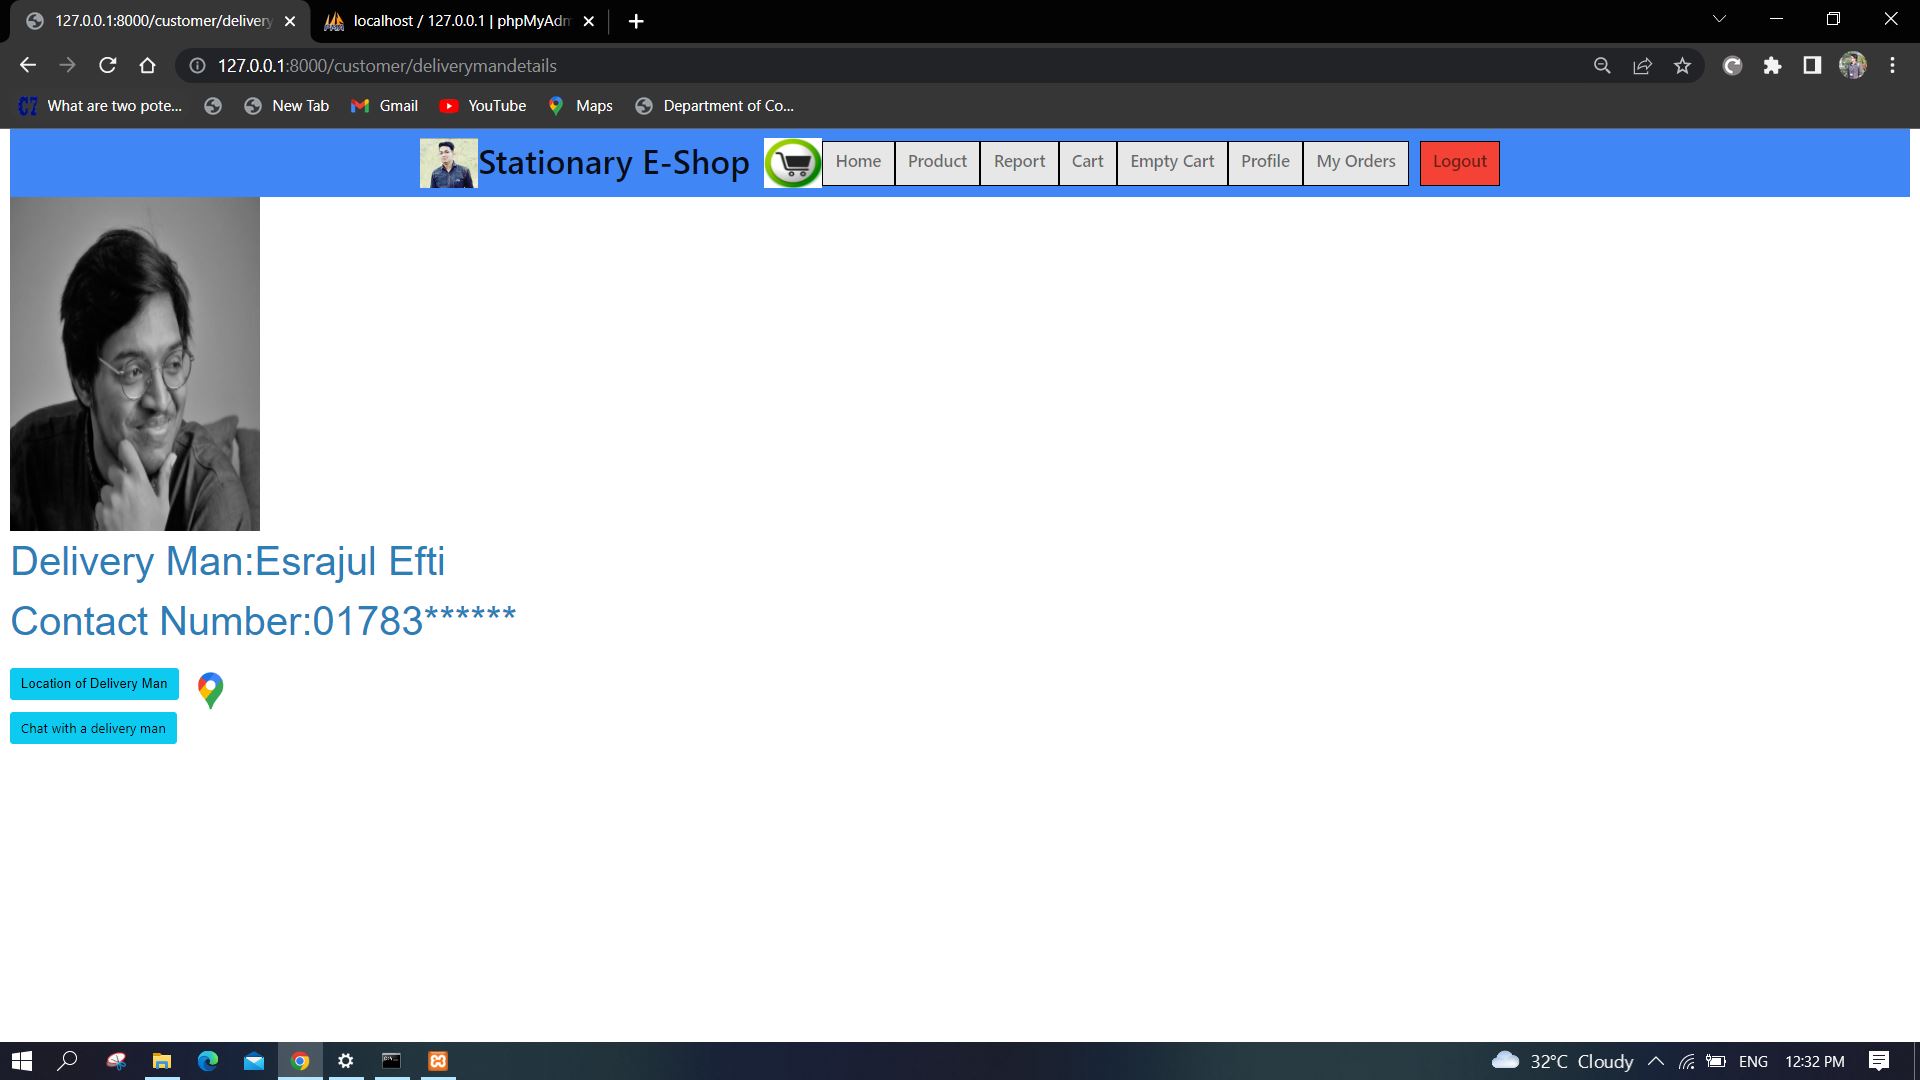 127.0.0.1:8000/customer/delivery
localhost / 127.0.0.1 | phpMyAdm
127.0.0.1:8000/customer/deliverymandetails
What are two pote...
New Tab
Gmail
YouTube
Maps
Department of Co...
Stationary E-Shop
Home
Product
Report
Cart
Empty Cart
Profile
My Orders
Logout
Delivery Man:Esrajul Efti
Contact Number:01783******
Location of Delivery Man
Chat with a delivery man
32°C Cloudy
ENG
12:32 PM